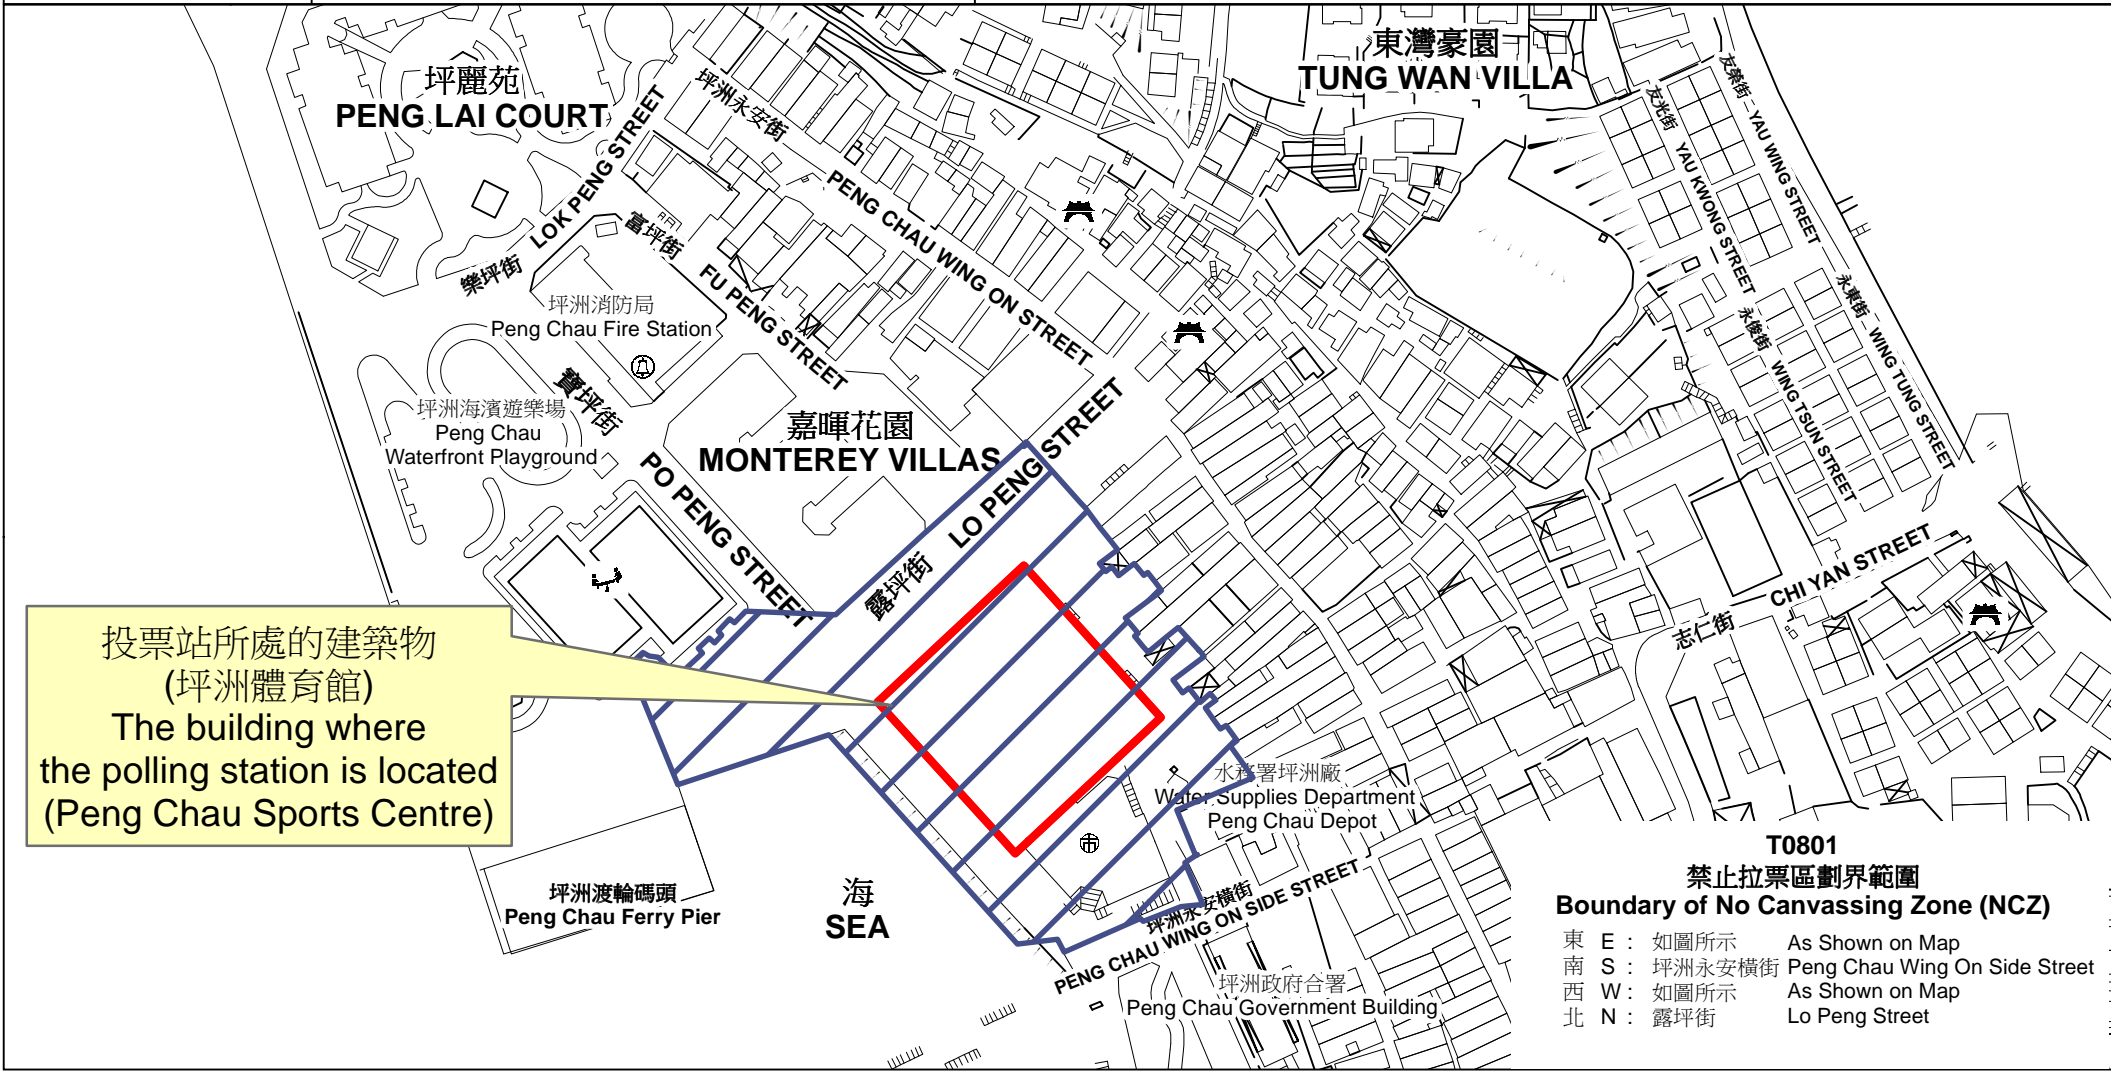 坪麗苑
PENG LAI COURT
坪洲永安街
PENG CHAU WING ON STREET
東灣豪園
TUNG WAN VILLA
友榮街
YAU WING STREET
友光街
YAU KWONG STREET
LOK PENG STREET
樂坪街
富坪街
FU PENG STREET
永東街
WING TUNG STREET
永俊街
WING TSUN STREET
坪洲消防局
Peng Chau Fire Station
寶坪街
PO PENG STREET
坪洲海濱遊樂場
Peng Chau
Waterfront Playground
嘉暉花園
MONTEREY VILLAS
露坪街
LO PENG STREET
CHI YAN STREET
志仁街
投票站所處的建築物
(坪洲體育館)
The building where
the polling station is located
(Peng Chau Sports Centre)
水務署坪洲廠
Water Supplies Department
Peng Chau Depot
市
坪洲渡輪碼頭
Peng Chau Ferry Pier
海
SEA
坪洲永安橫街
PENG CHAU WING ON SIDE STREET
坪洲政府合署
Peng Chau Government Building
T0801
禁止拉票區劃界範圍
Boundary of No Canvassing Zone (NCZ)
東 E : 如圖所示 As Shown on Map
南 S : 坪洲永安橫街 Peng Chau Wing On Side Street
西 W : 如圖所示 As Shown on Map
北 N : 露坪街 Lo Peng Street